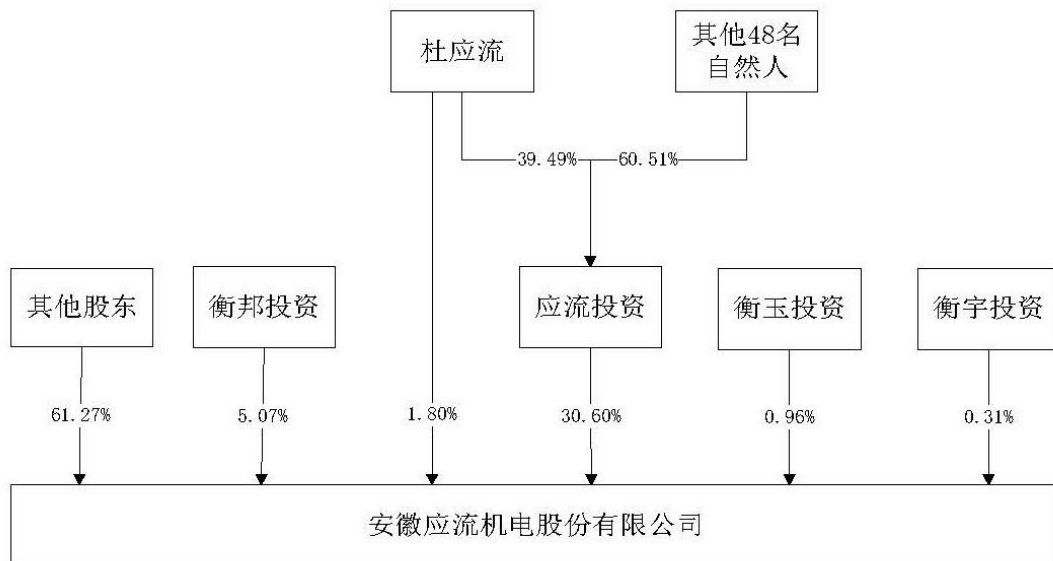 杜应流
其他48名
自然人
39.49%
60.51%
其他股东
衡邦投资
应流投资
衡玉投资
衡宇投资
61.27%
5.07%
1.80%
30.60%
0.96%
0.31%
安徽应流机电股份有限公司